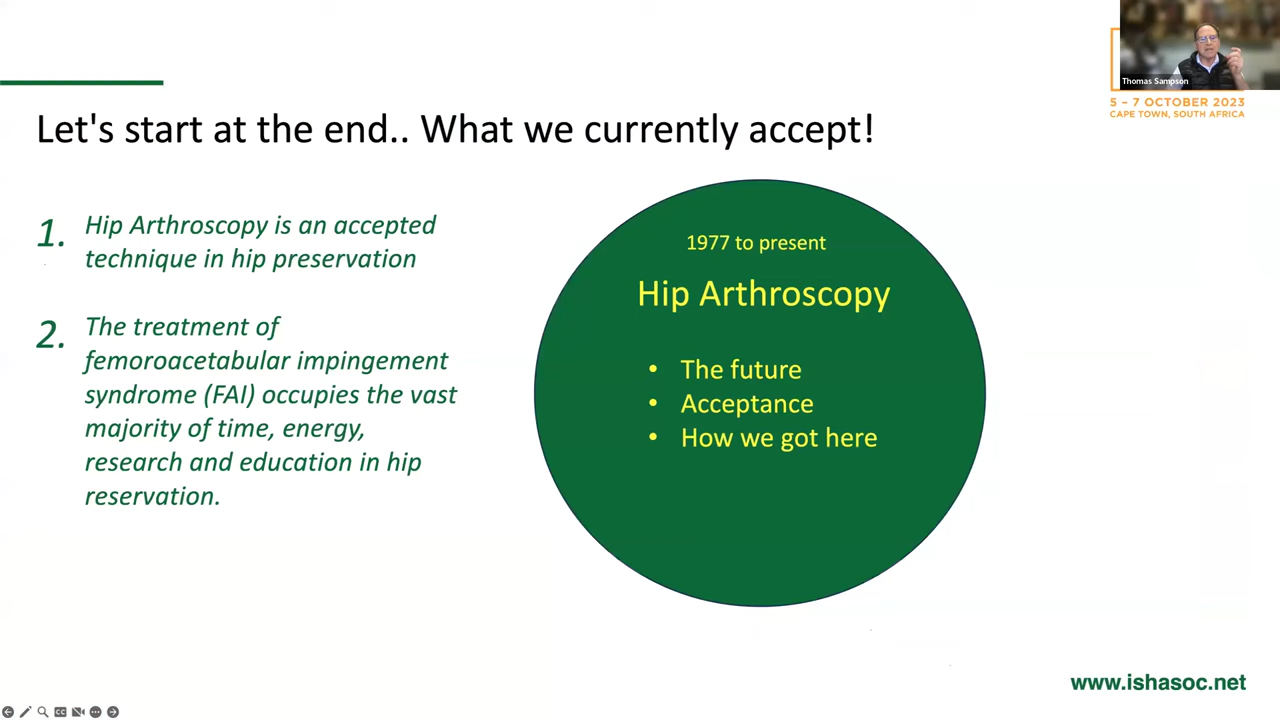 Thomas Sampson
5 – 7 OCTOBER 2023
CAPE TOWN, SOUTH AFRICA
Let's start at the end.. What we currently accept!
1. Hip Arthroscopy is an accepted
technique in hip preservation
2. The treatment of
femoroacetabular impingement
syndrome (FAI) occupies the vast
majority of time, energy,
research and education in hip
reservation.
1977 to present
Hip Arthroscopy
• The future
• Acceptance
• How we got here
www.ishasoc.net
CC